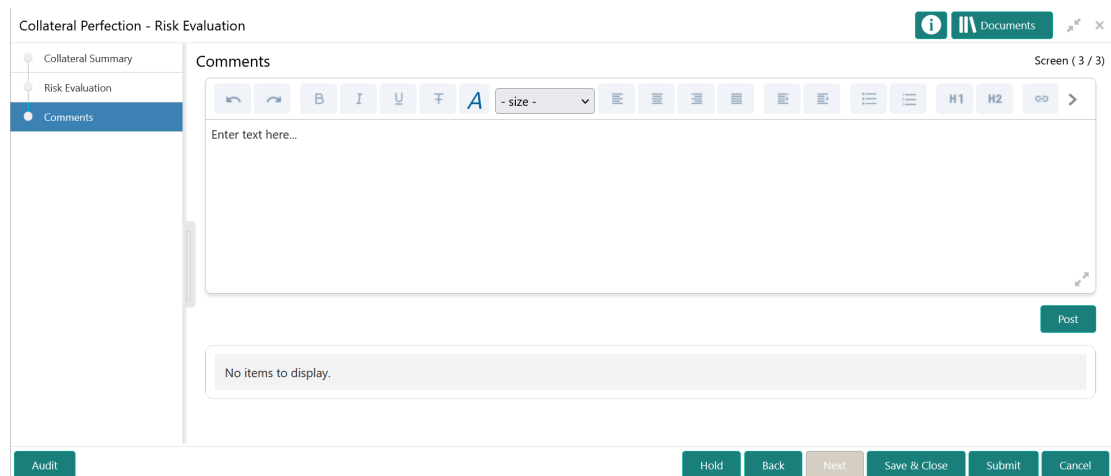 Collateral Perfection - Risk Evaluation
i Documents
Collateral Summary
Risk Evaluation
Comments
Comments
Screen ( 3 / 3)
B I U T A - size - H1 H2
Enter text here...
Post
No items to display.
Audit Hold Back Next Save & Close Submit Cancel